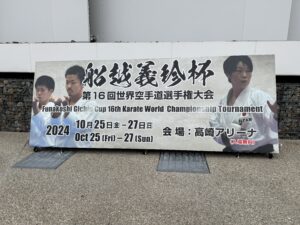 船越義珍杯
第16回世界空手道選手権大会
Funakoshi Gichin Cup 16th Karate World Championship Tournament
2024 10月25日金-27日日
Oct 25 (Fri) – 27 (Sun)
会場：高崎アリーナ